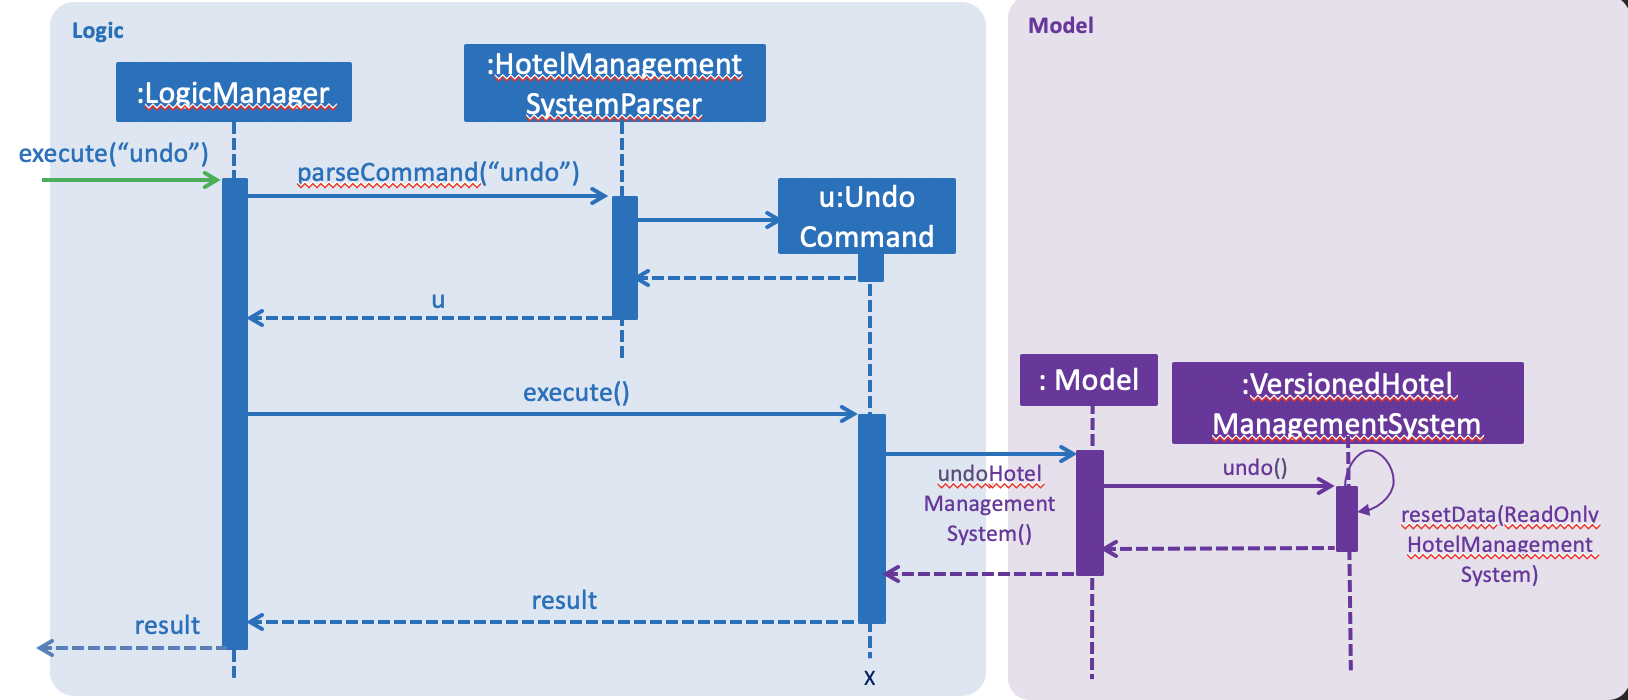 Logic
Model
:LogicManager
:HotelManagement
SystemParser
execute(“undo”)
parseCommand(“undo”)
u:Undo
Command
u
execute()
: Model
:VersionedHotel
ManagementSystem
undoHotel
Management
System()
undo()
resetData(ReadOnly
HotelManagement
System)
result
result
X